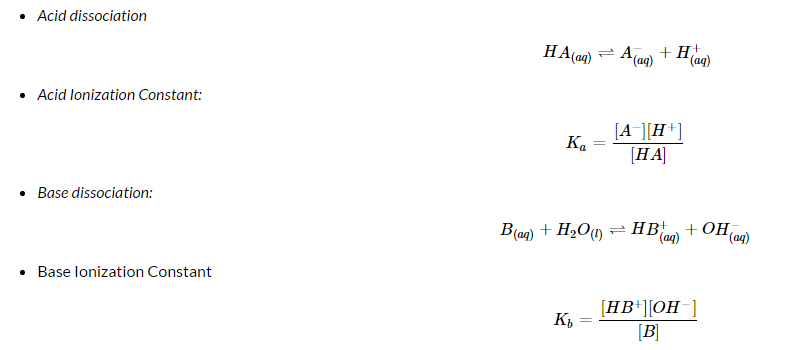 • Acid dissociation
HA(aq) ⇌ A⁻(aq) + H⁺(aq)
• Acid Ionization Constant:
Kₐ = [A⁻][H⁺] / [HA]
• Base dissociation:
B(aq) + H₂O(l) ⇌ HB⁺(aq) + OH⁻(aq)
• Base Ionization Constant
K_b = [HB⁺][OH⁻] / [B]